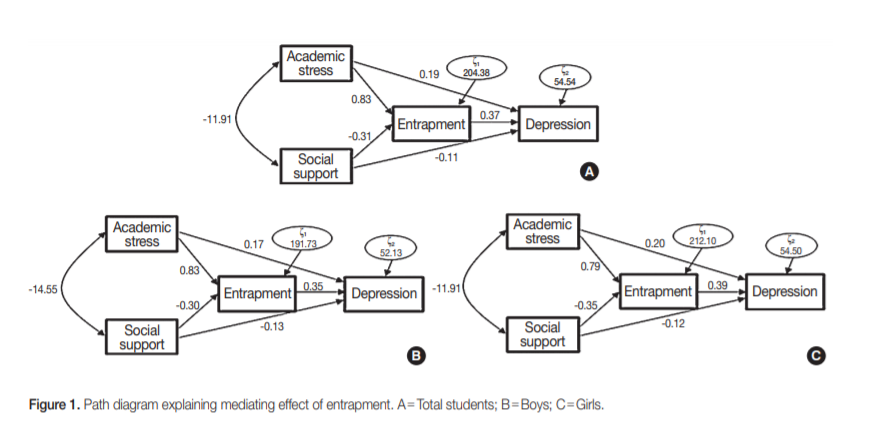 Academic
stress
ζ1
204.38
ζ2
54.54
0.19
0.83
-11.91
Entrapment
0.37
Depression
-0.31
Social
support
-0.11
A
Academic
stress
ζ1
191.73
ζ2
52.13
0.17
0.83
-14.55
Entrapment
0.35
Depression
-0.30
Social
support
-0.13
B
Academic
stress
ζ1
212.10
ζ2
54.50
0.20
0.79
-11.91
Entrapment
0.39
Depression
-0.35
Social
support
-0.12
C
Figure 1. Path diagram explaining mediating effect of entrapment. A=Total students; B=Boys; C=Girls.